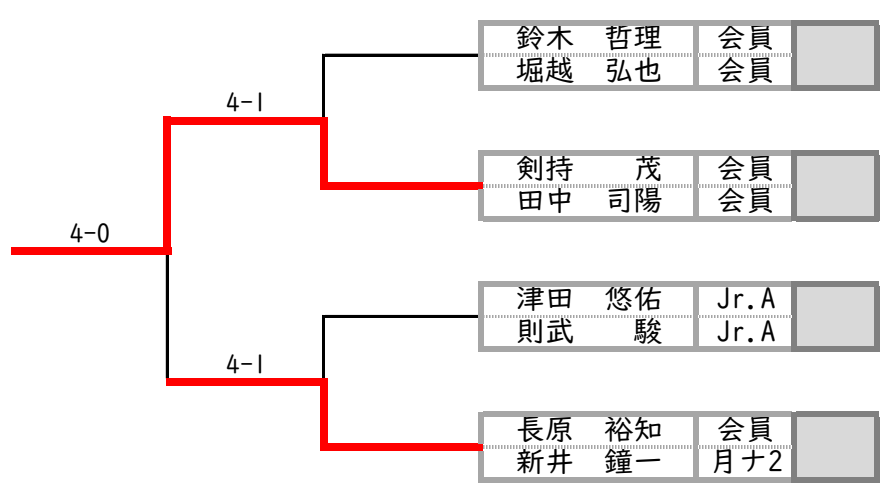 鈴木 哲理 会員
堀越 弘也 会員
4-1
剣持 茂 会員
田中 司陽 会員
4-0
津田 悠佑 Jr.A
則武 駿 Jr.A
4-1
長原 裕知 会員
新井 鐘一 月ナ2